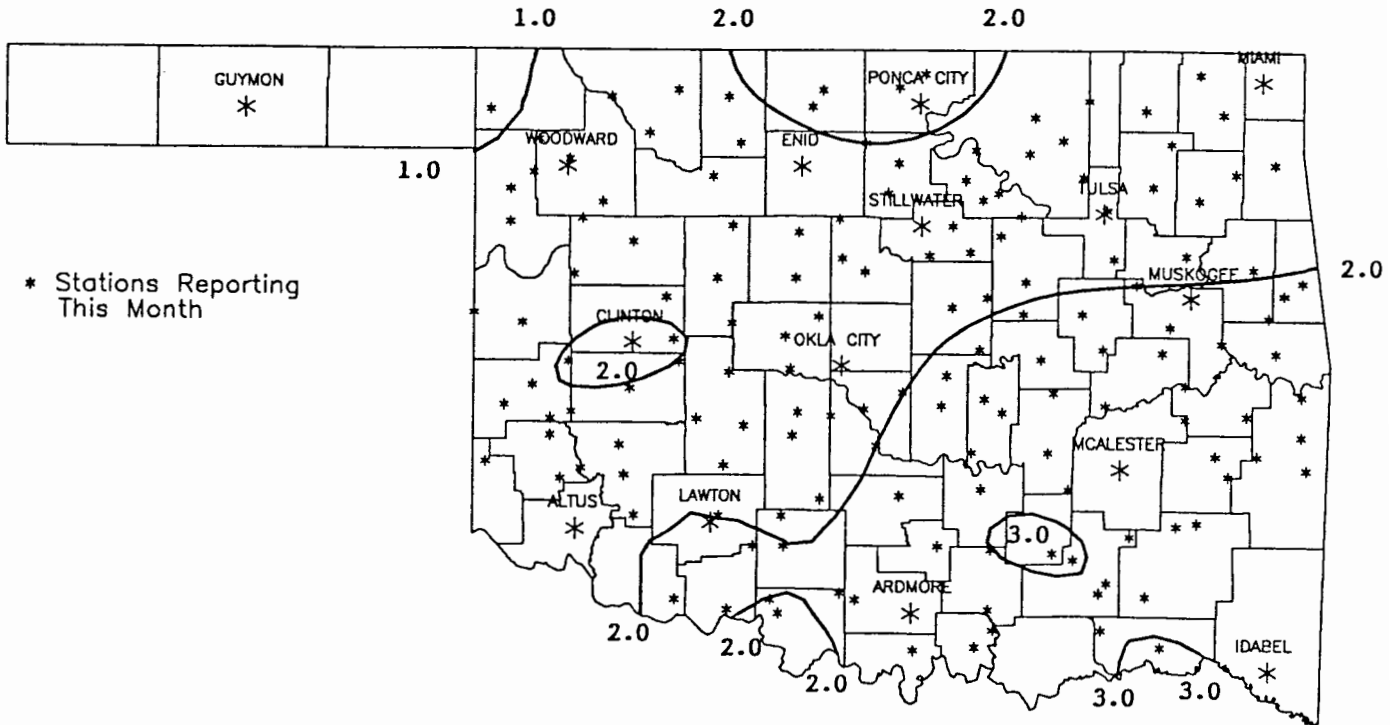 1.0 2.0 2.0
GUYMON
PONCA CITY
MIAMI
WOODWARD
ENID
1.0
TULSA
STILLWATER
* Stations Reporting
This Month
MUSKOGEE
2.0
CLINTON
OKLA CITY
2.0
MCALESTER
ALTUS
LAWTON
3.0
ARDMORE
2.0
2.0
2.0
IDABEL
3.0
3.0